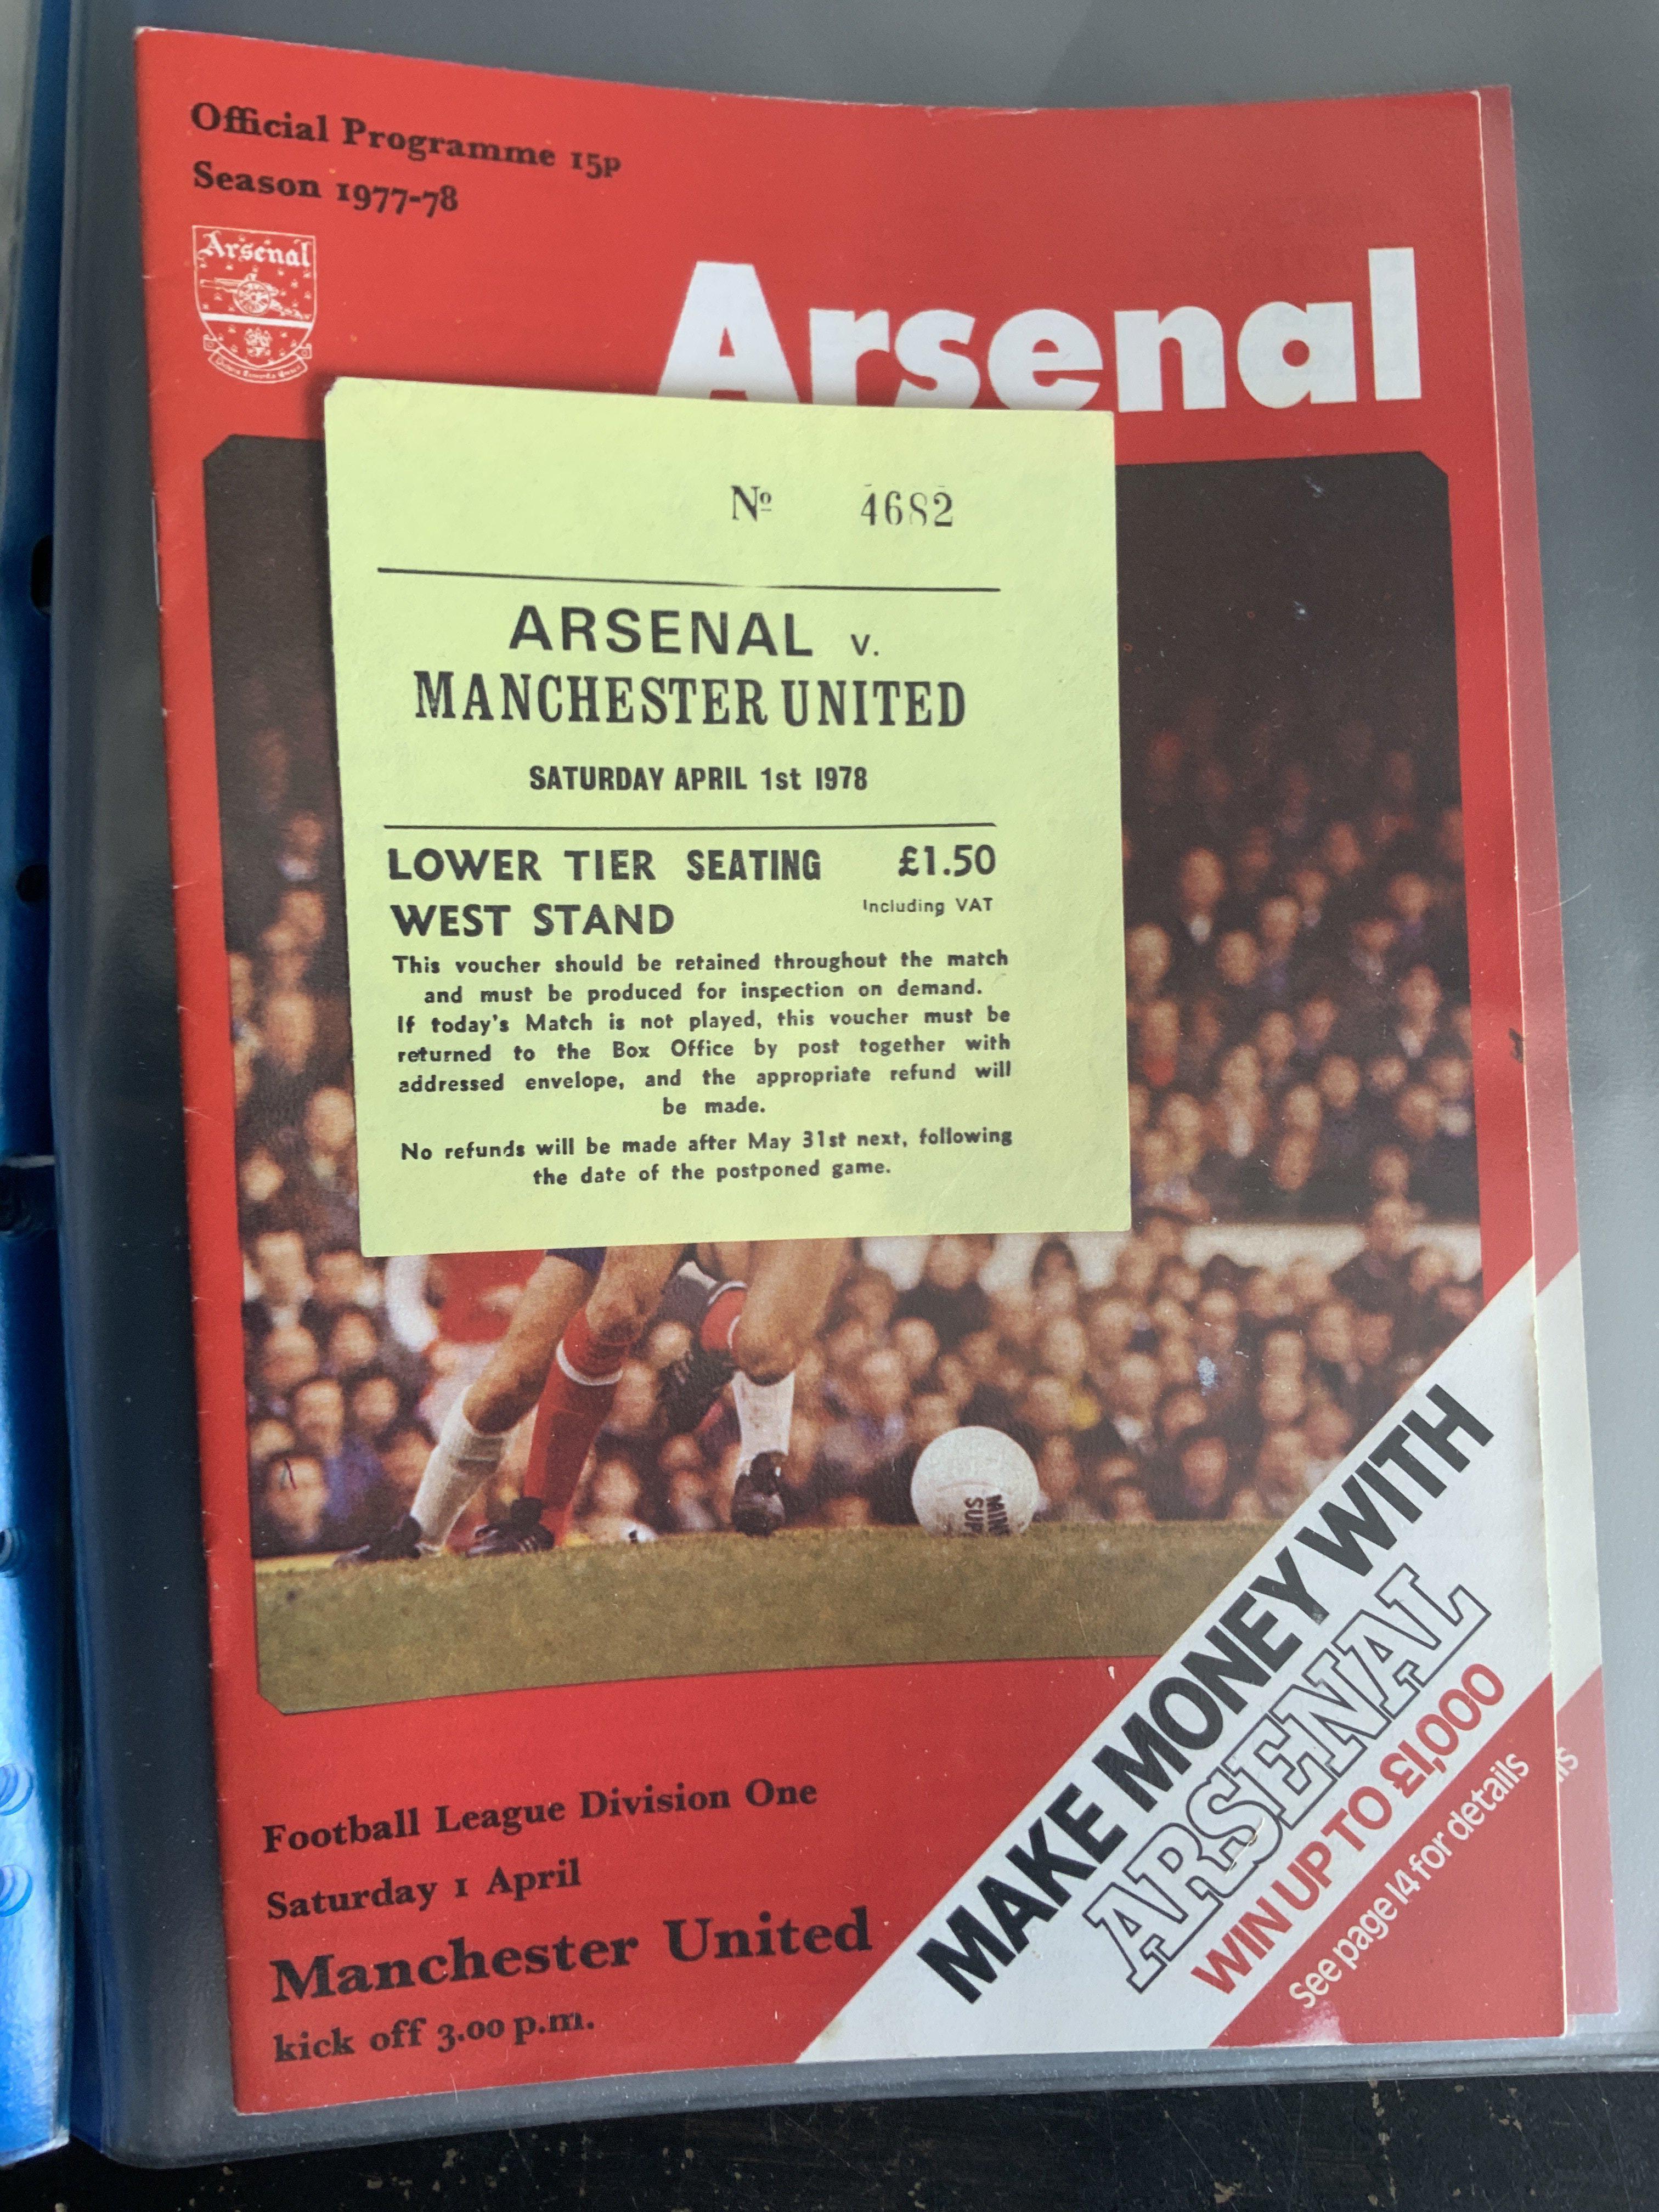 Official Programme 15p
Season 1977-78
Arsenal
Arsenal
Nº 4682
ARSENAL v.
MANCHESTER UNITED
SATURDAY APRIL 1st 1978
LOWER TIER SEATING £1.50
WEST STAND Including VAT
This voucher should be retained throughout the match
and must be produced for inspection on demand.
If today's Match is not played, this voucher must be
returned to the Box Office by post together with
addressed envelope, and the appropriate refund will
be made.
No refunds will be made after May 31st next, following
the date of the postponed game.
Football League Division One
Saturday 1 April
Manchester United
kick off 3.00 p.m.
MAKE MONEY WITH
ARSENAL
WIN UP TO £1,000
See page 14 for details